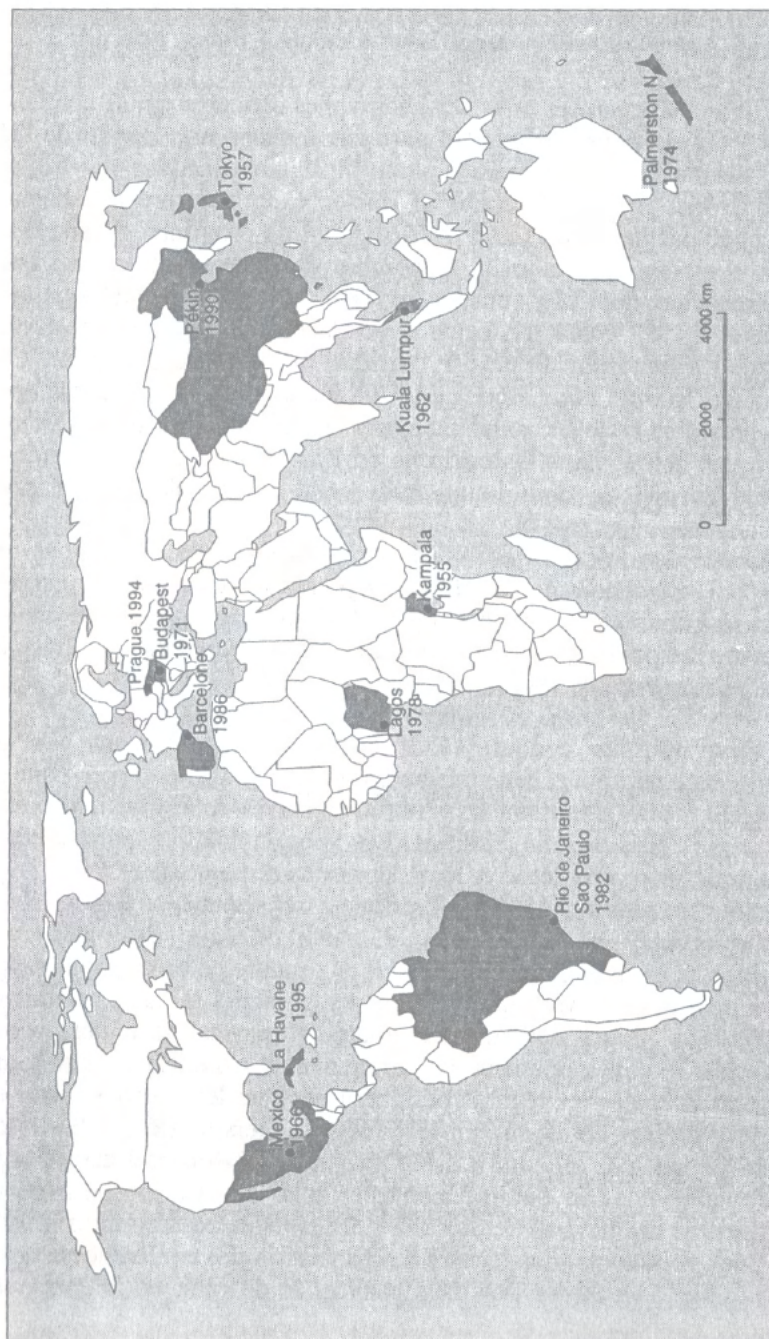 Prague 1994
Budapest
1971
Barcelone
1986
Tokyo
1957
Pékin
1990
Mexico
1966
La Havane
1995
Lagos
1978
Kampala
1955
Kuala Lumpur
1962
Rio de Janeiro
Sao Paulo
1982
Palmerston N
1974
0 2000 4000 km